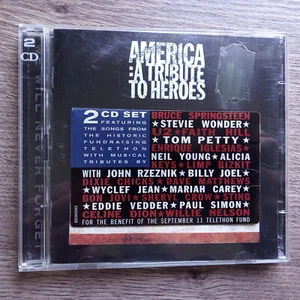 2
CD
AMERICA
A TRIBUTE
TO HEROES
WILL NEVER FORGET
2 CD SET
FEATURING
THE SONGS FROM
THE HISTORIC
FUNDRAISING
TELETHON
WITH MUSICAL
TRIBUTES BY
BRUCE SPRINGSTEEN
★ STEVIE WONDER ★
U2 ★ FAITH HILL
★ TOM PETTY ★
ENRIQUE IGLESIAS ★
NEIL YOUNG ★ ALICIA
KEYS ★ LIMP BIZKIT
WITH JOHN RZEZNIK ★ BILLY JOEL ★
DIXIE CHICKS ★ DAVE MATTHEWS
★ WYCLEF JEAN ★ MARIAH CAREY ★
BON JOVI ★ SHERYL CROW ★ STING
★ EDDIE VEDDER ★ PAUL SIMON ★
CELINE DION ★ WILLIE NELSON
FOR THE BENEFIT OF THE SEPTEMBER 11 TELETHON FUND